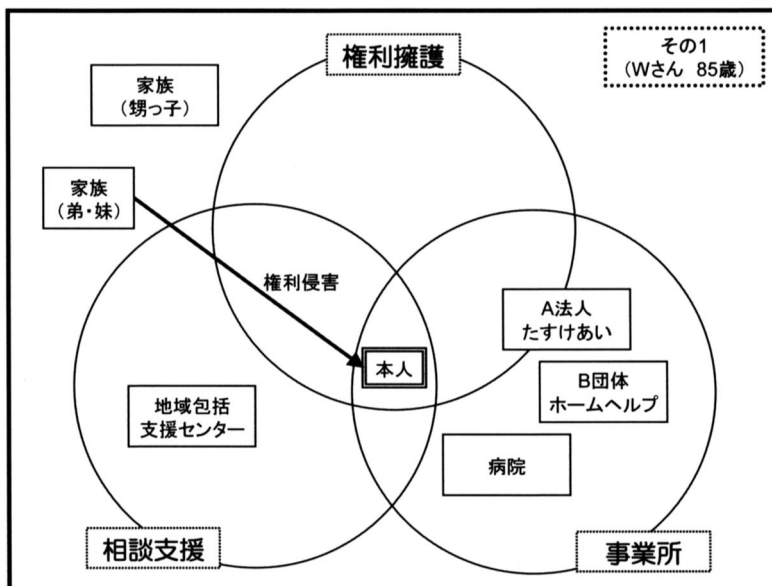 権利擁護
その1
（Wさん 85歳）
家族
（甥っ子）
家族
（弟・妹）
権利侵害
A法人
たすけあい
本人
B団体
ホームヘルプ
地域包括
支援センター
病院
相談支援
事業所